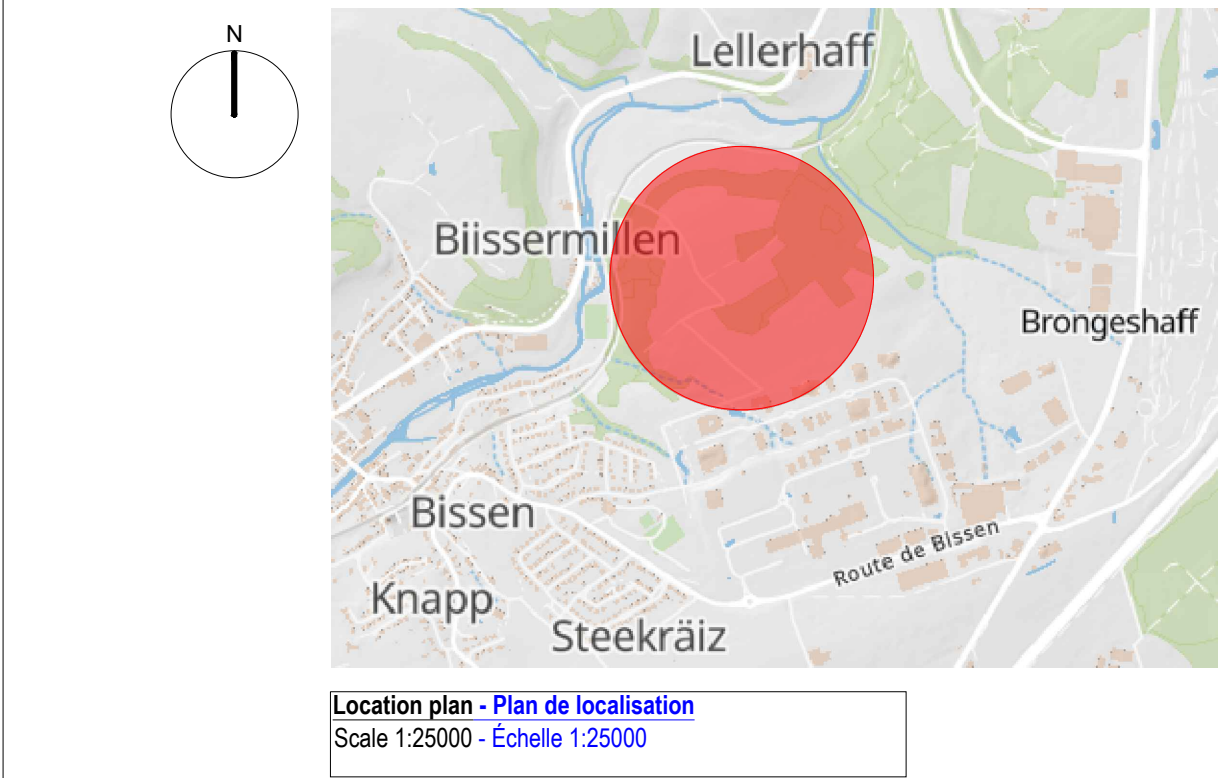 N
Lellerhaff
Biissermillen
Brongeshaff
Bissen
Route de Bissen
Knapp
Steekräiz
Location plan - Plan de localisation
Scale 1:25000 - Échelle 1:25000